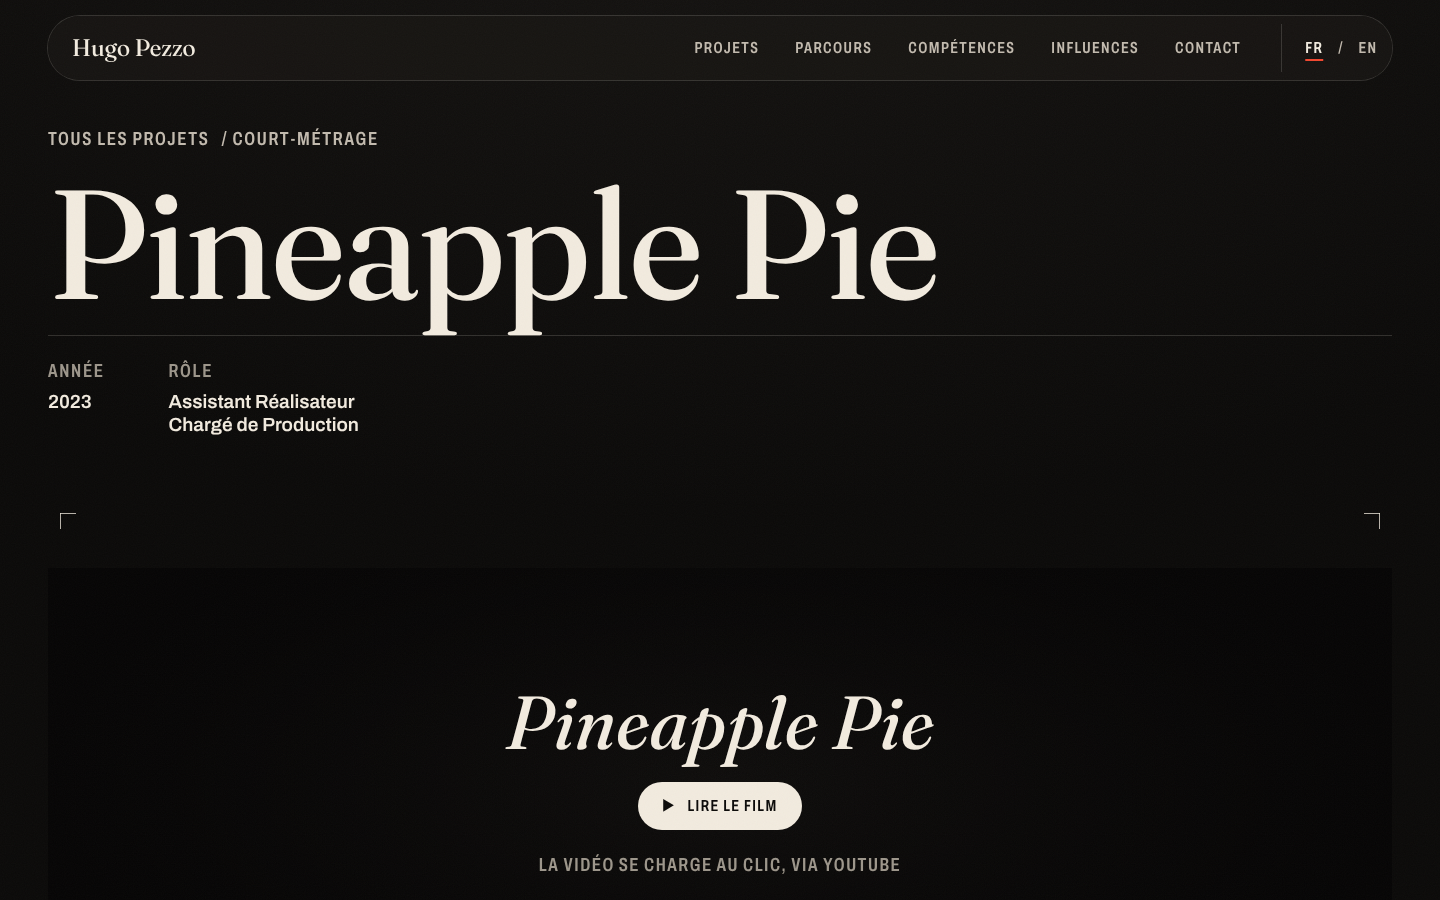 Hugo Pezzo
PROJETS PARCOURS COMPÉTENCES INFLUENCES CONTACT FR / EN
TOUS LES PROJETS / COURT-MÉTRAGE
Pineapple Pie
ANNÉE RÔLE
2023 Assistant Réalisateur
Chargé de Production
Pineapple Pie
LIRE LE FILM
LA VIDÉO SE CHARGE AU CLIC, VIA YOUTUBE